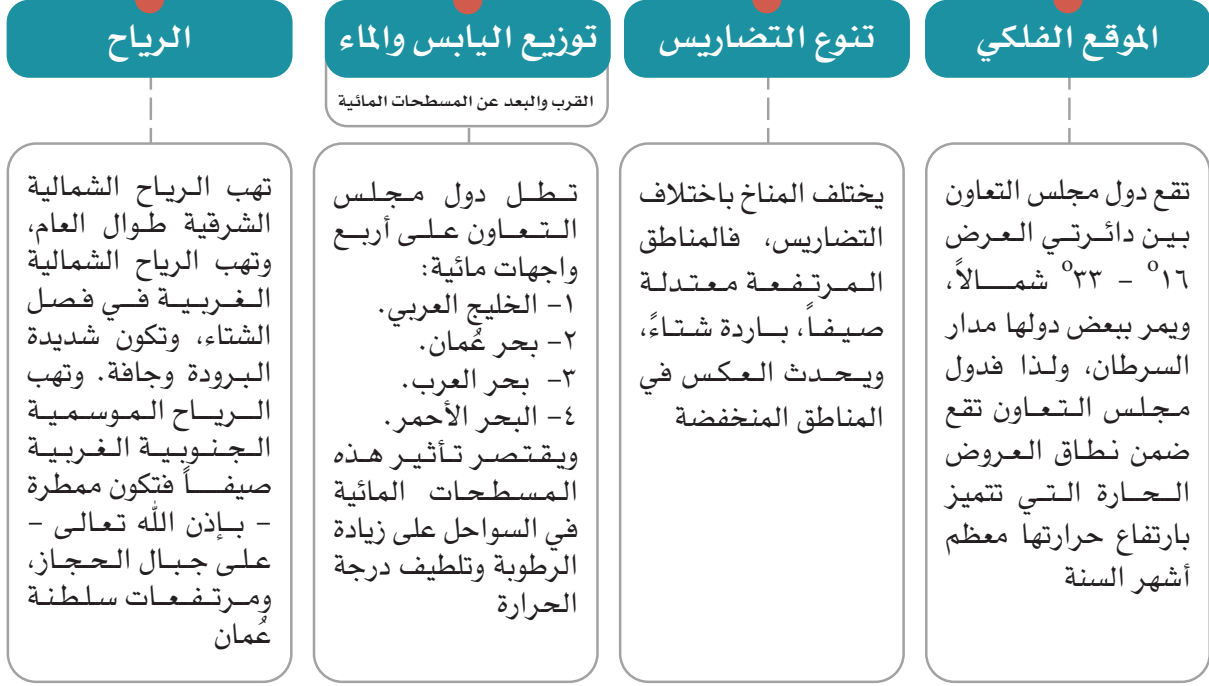 الموقع الفلكي
تقع دول مجلس التعاون
بين دائرتي العرض
١٦° - ٣٣° شمالاً،
ويمر ببعض دولها مدار
السرطان، ولذا فدول
مجلس التعاون تقع
ضمن نطاق العروض
الحارة التي تتميز
بارتفاع حرارتها معظم
أشهر السنة
تنوع التضاريس
يختلف المناخ باختلاف
التضاريس، فالمناطق
المرتفعة معتدلة
صيفاً، باردة شتاءً،
ويحدث العكس في
المناطق المنخفضة
توزيع اليابس والماء
القرب والبعد عن المسطحات المائية
تطل دول مجلس
التعاون على أربع
واجهات مائية:
١- الخليج العربي.
٢- بحر عُمان.
٣- بحر العرب.
٤- البحر الأحمر.
ويقتصر تأثير هذه
المسطحات المائية
في السواحل على زيادة
الرطوبة وتلطيف درجة
الحرارة
الرياح
تهب الرياح الشمالية
الشرقية طوال العام،
وتهب الرياح الشمالية
الغربية في فصل
الشتاء، وتكون شديدة
البرودة وجافة. وتهب
الرياح الموسمية
الجنوبية الغربية
صيفاً فتكون ممطرة
- بإذن الله تعالى -
على جبال الحجاز،
ومرتفعات سلطنة
عُمان